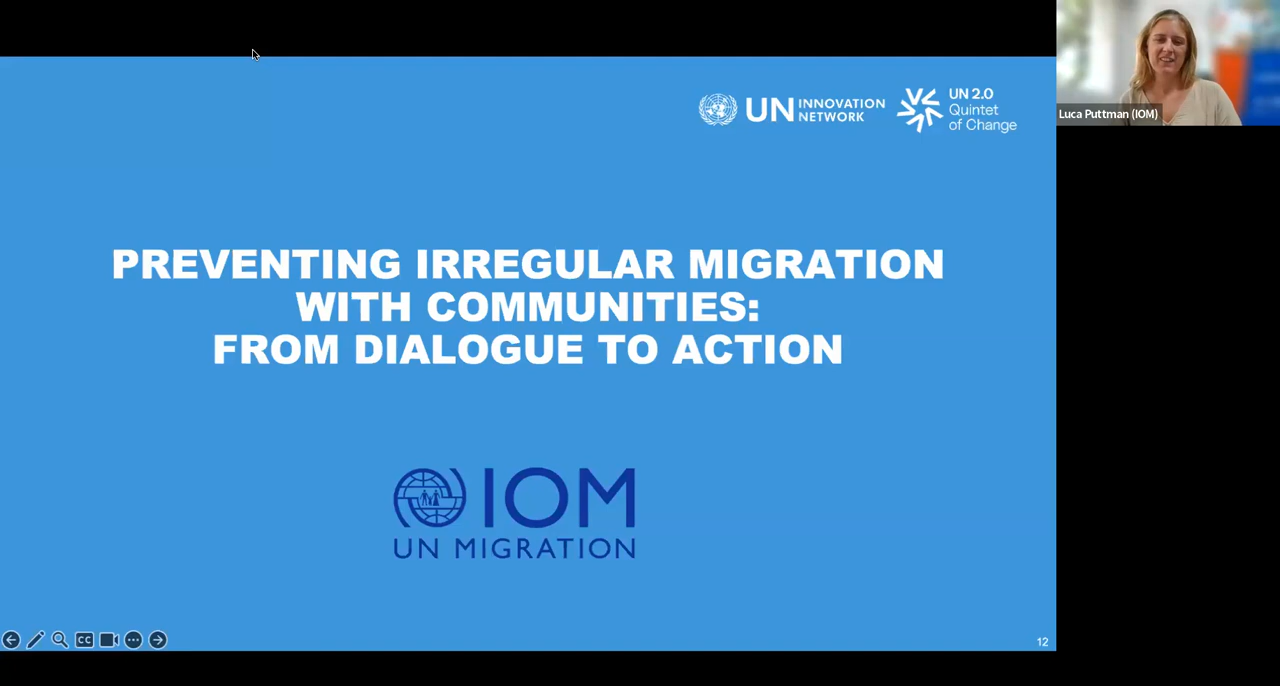 UN INNOVATION
NETWORK
UN 2.0
Quintet
of Change
Luca Puttman (IOM)
PREVENTING IRREGULAR MIGRATION
WITH COMMUNITIES:
FROM DIALOGUE TO ACTION
IOM
UN MIGRATION
CC
12